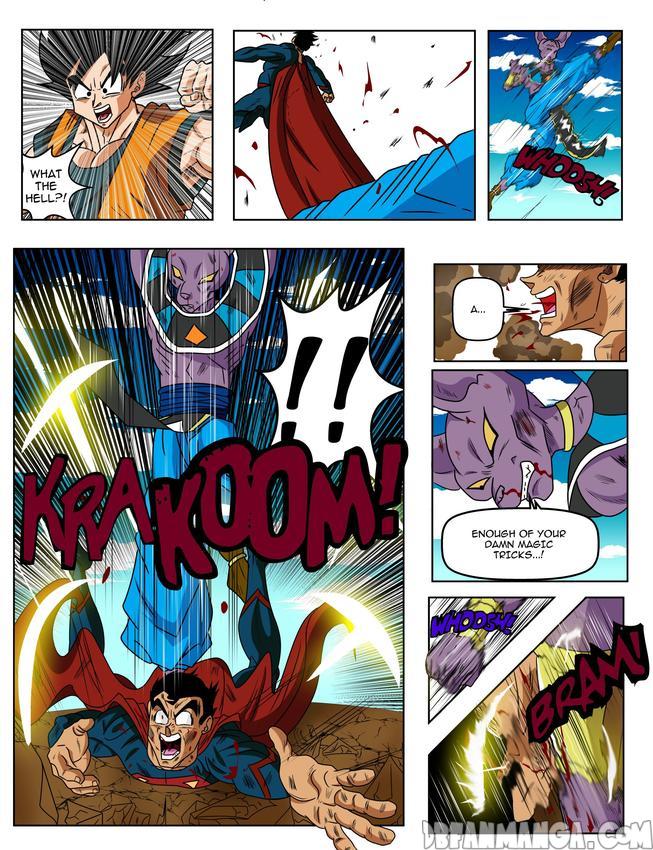 WHAT
THE
HELL?!
WHOOSH!
!!
KRAKOOM!
A...
ENOUGH OF YOUR
DAMN MAGIC
TRICKS...!
WHOOSH!
BRAM!
DBFANMANGA.COM